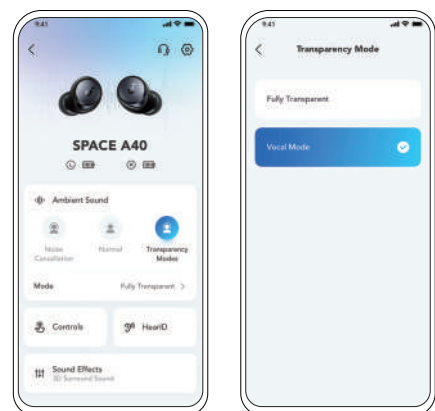 9:41
SPACE A40
L
R
Ambient Sound
Noise
Cancellation
Normal
Transparency
Modes
Mode
Fully Transparent >
Controls
HearID
Sound Effects
3D Surround Sound
9:41
Transparency Mode
Fully Transparent
Vocal Mode